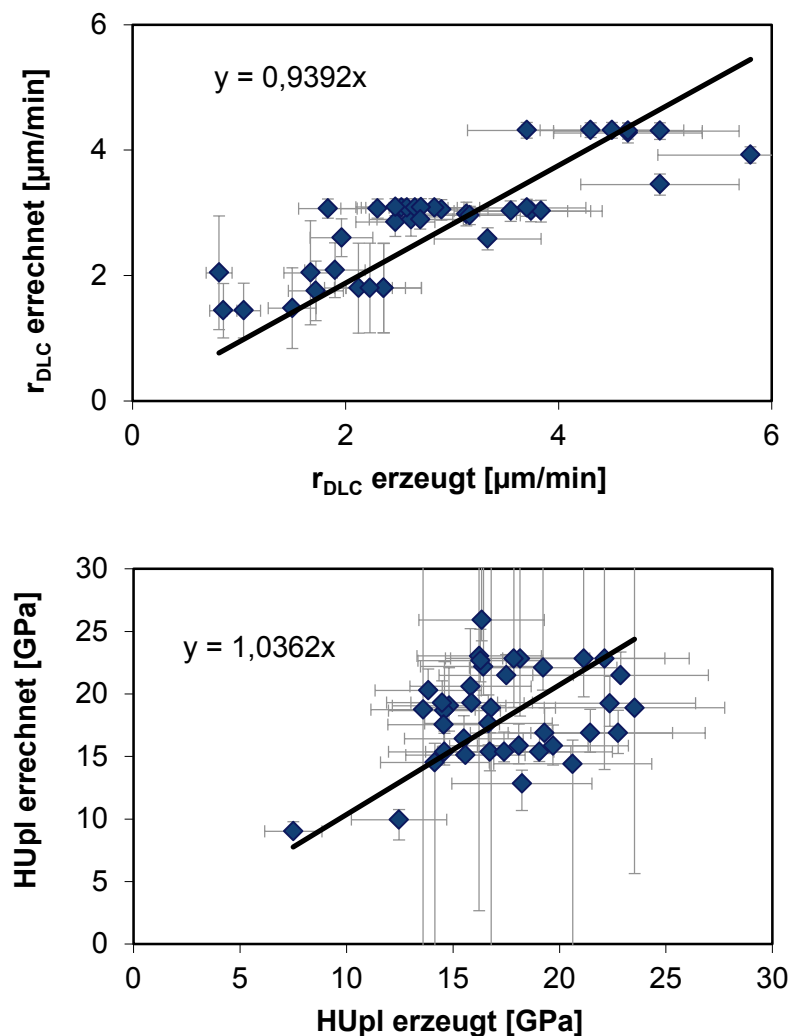 y = 0,9392x
r_DLC errechnet [µm/min]
6
4
2
0
0 2 4 6
r_DLC erzeugt [µm/min]
y = 1,0362x
HUpl errechnet [GPa]
30
25
20
15
10
5
0
0 5 10 15 20 25 30
HUpl erzeugt [GPa]